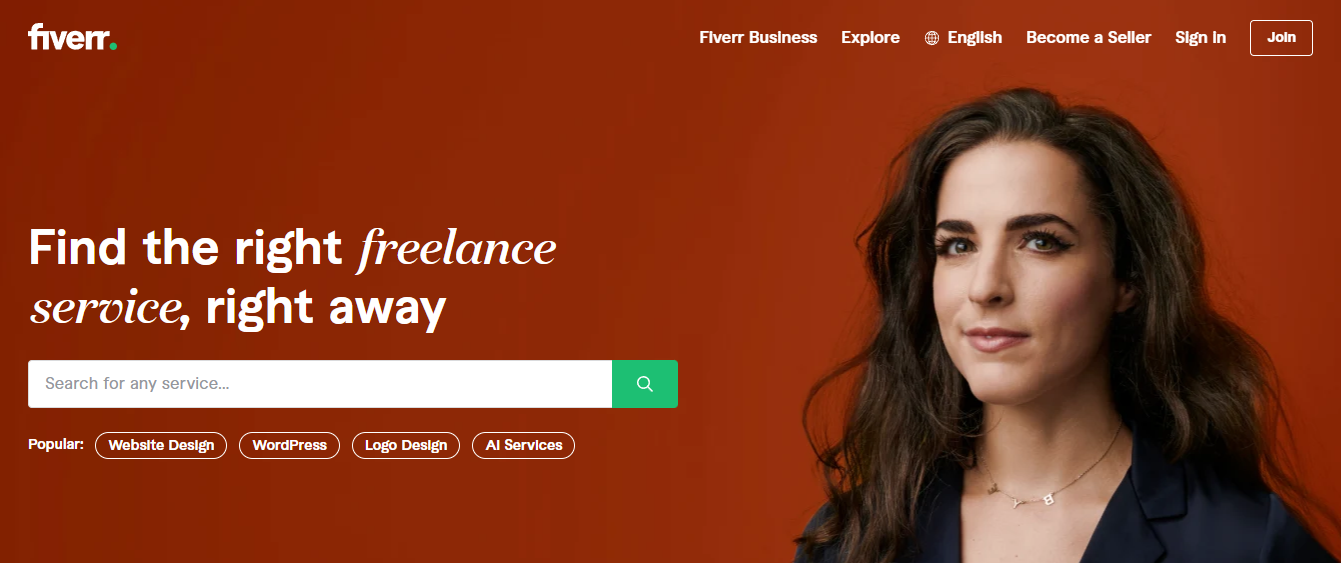 fiverr.
Fiverr Business Explore English Become a Seller Sign in Join
Find the right freelance
service, right away
Search for any service...
Popular: Website Design WordPress Logo Design AI Services